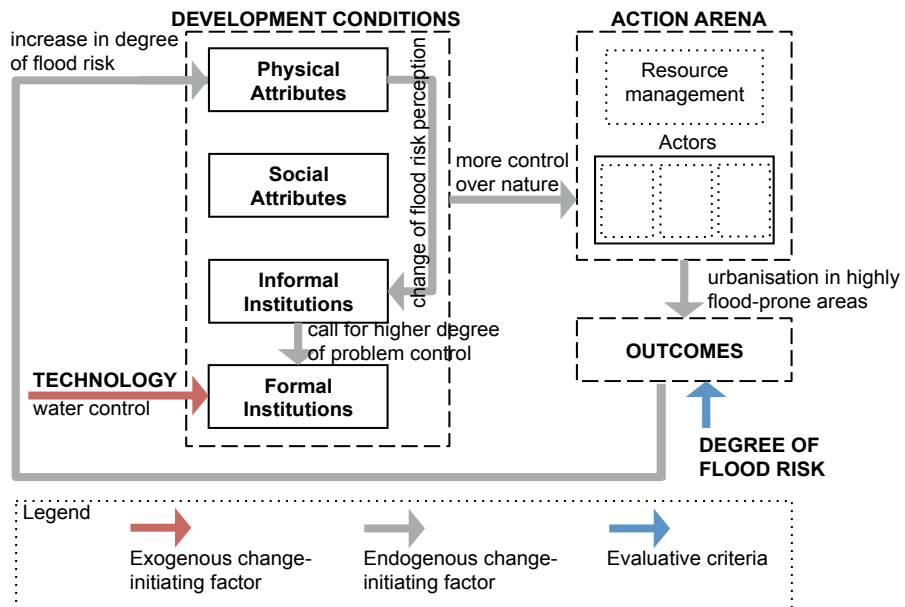 DEVELOPMENT CONDITIONS
ACTION ARENA
increase in degree
of flood risk
Physical
Attributes
Social
Attributes
Informal
Institutions
change of flood risk perception
call for higher degree
of problem control
Formal
Institutions
TECHNOLOGY
water control
more control
over nature
Resource
management
Actors
urbanisation in highly
flood-prone areas
OUTCOMES
DEGREE OF
FLOOD RISK
Legend
Exogenous change-
initiating factor
Endogenous change-
initiating factor
Evaluative criteria